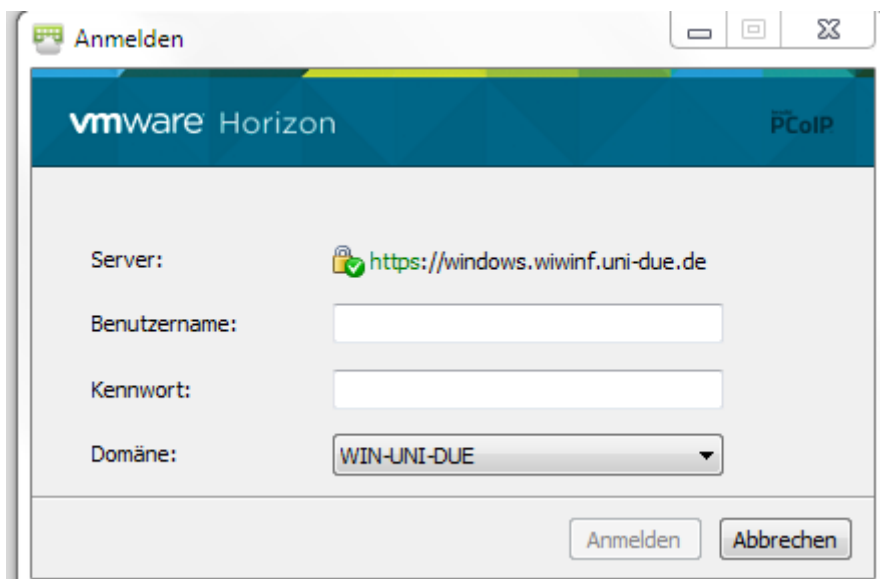 Anmelden
vmware Horizon
PCoIP
Server: https://windows.wiwinf.uni-due.de
Benutzername:
Kennwort:
Domäne: WIN-UNI-DUE
Anmelden Abbrechen